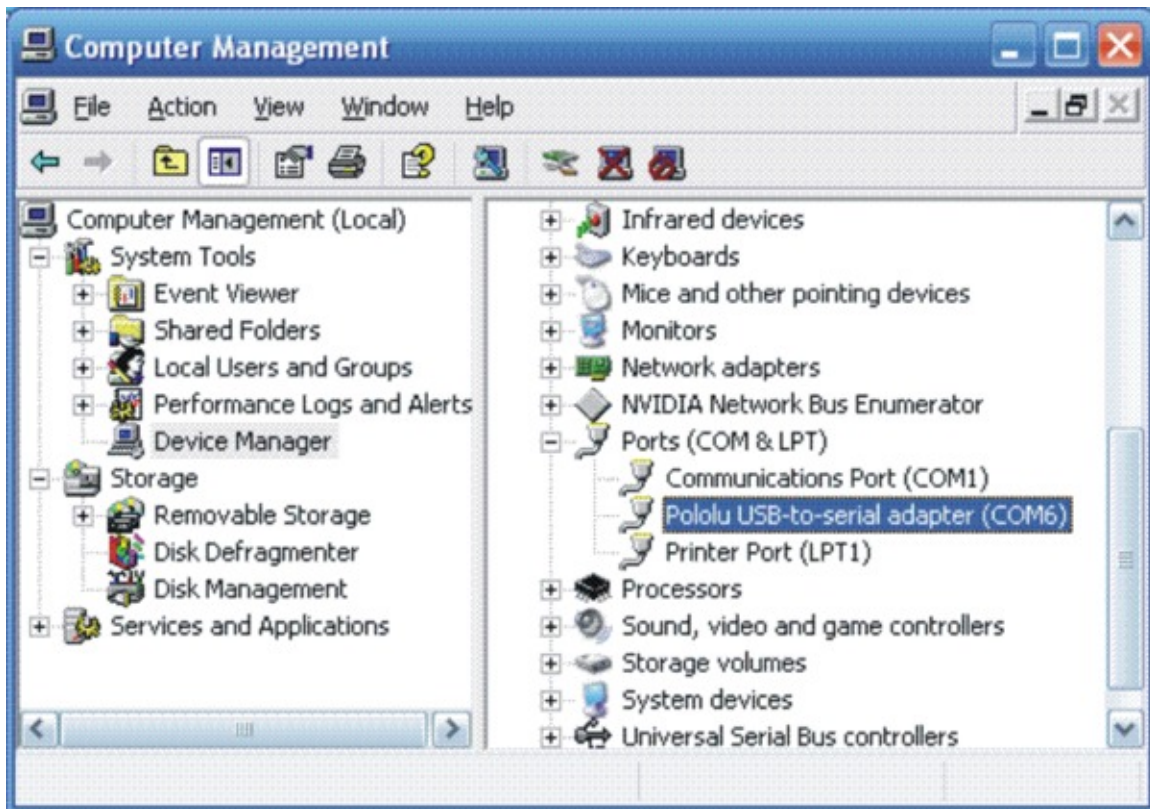 Computer Management
File Action View Window Help
Computer Management (Local)
System Tools
Event Viewer
Shared Folders
Local Users and Groups
Performance Logs and Alerts
Device Manager
Storage
Removable Storage
Disk Defragmenter
Disk Management
Services and Applications
Infrared devices
Keyboards
Mice and other pointing devices
Monitors
Network adapters
NVIDIA Network Bus Enumerator
Ports (COM & LPT)
Communications Port (COM1)
Pololu USB-to-serial adapter (COM6)
Printer Port (LPT1)
Processors
Sound, video and game controllers
Storage volumes
System devices
Universal Serial Bus controllers